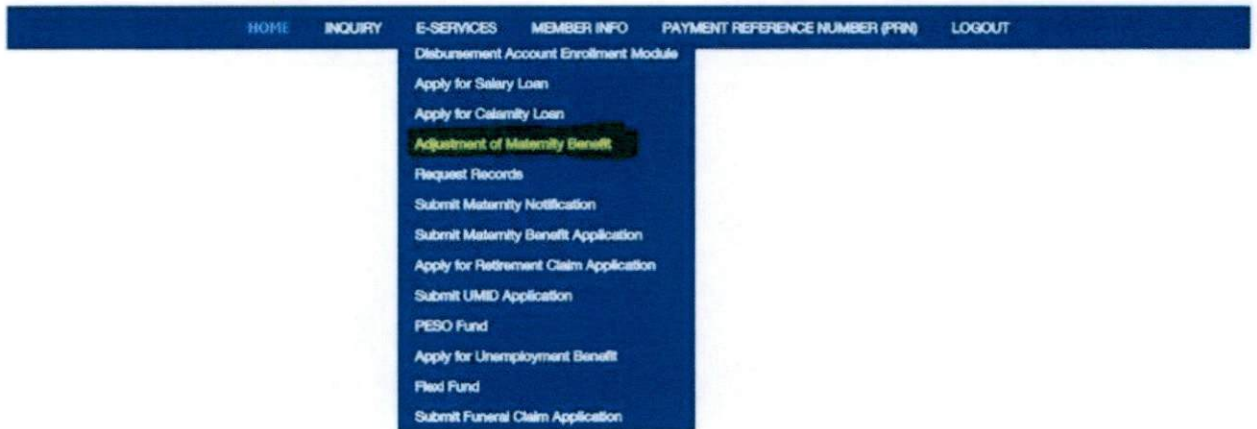 HOME INQUIRY E-SERVICES MEMBER INFO PAYMENT REFERENCE NUMBER (PRN) LOGOUT
Disbursement Account Enrollment Module
Apply for Salary Loan
Apply for Calamity Loan
Adjustment of Maternity Benefit
Request Records
Submit Maternity Notification
Submit Maternity Benefit Application
Apply for Retirement Claim Application
Submit UMID Application
PESO Fund
Apply for Unemployment Benefit
Flexi Fund
Submit Funeral Claim Application